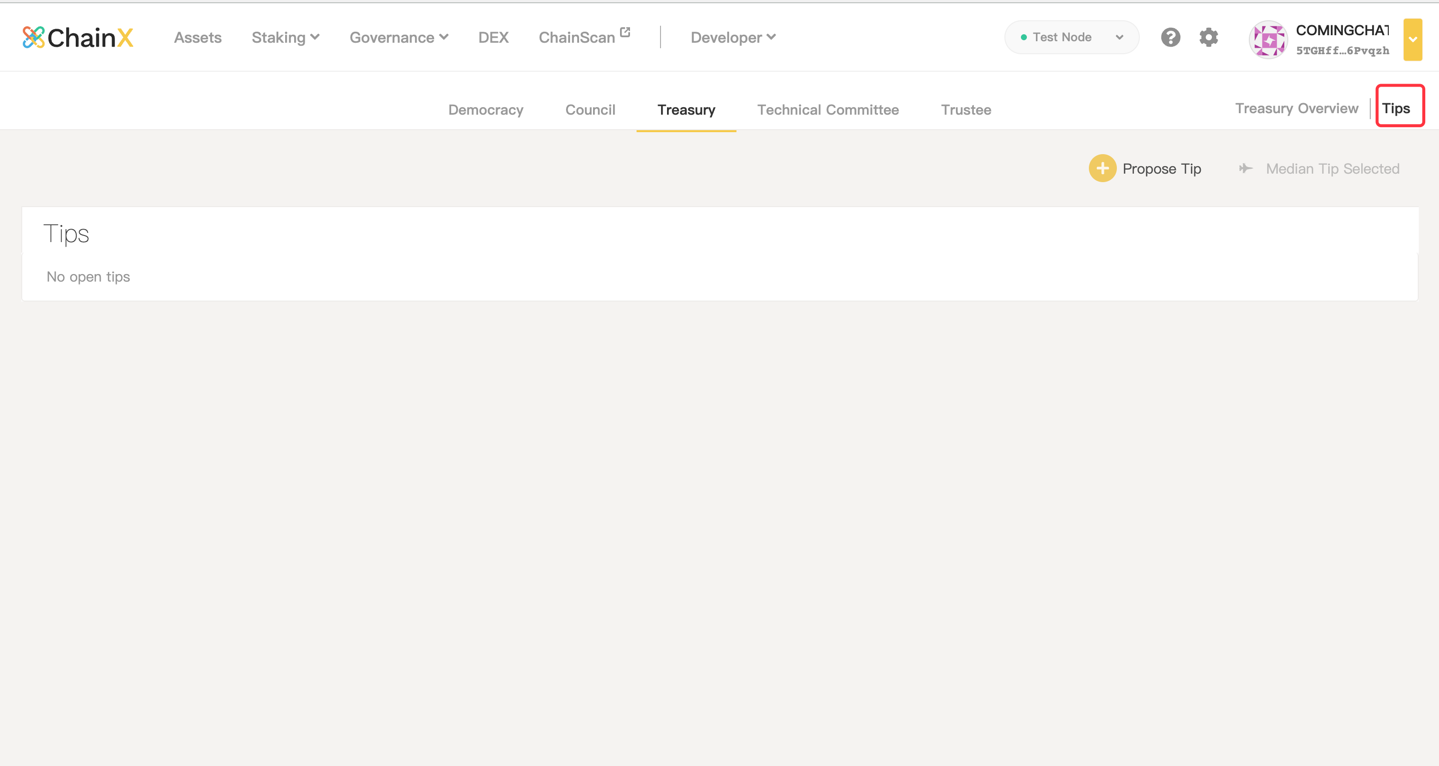 ChainX Assets Staking Governance DEX ChainScan Developer Test Node COMINGCHAT
5TGHff…6Pvqzh
Democracy Council Treasury Technical Committee Trustee Treasury Overview Tips
Propose Tip Median Tip Selected
Tips
No open tips